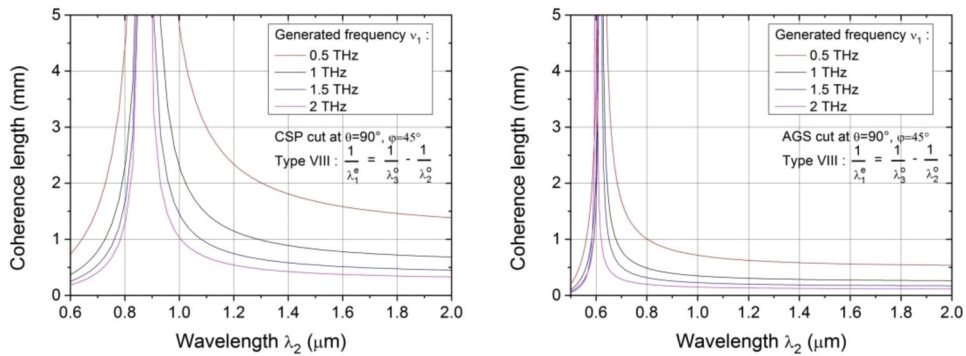 Coherence length (mm)
5
4
3
2
1
0
Generated frequency ν₁ :
0.5 THz
1 THz
1.5 THz
2 THz
CSP cut at θ=90°, φ=45°
Type VIII : 1/λ₁ᵉ = 1/λ₃ᵒ - 1/λ₂ᵒ
0.6 0.8 1.0 1.2 1.4 1.6 1.8 2.0
Wavelength λ₂ (μm)
Coherence length (mm)
5
4
3
2
1
0
Generated frequency ν₁ :
0.5 THz
1 THz
1.5 THz
2 THz
AGS cut at θ=90°, φ=45°
Type VIII : 1/λ₁ᵉ = 1/λ₃ᵒ - 1/λ₂ᵒ
0.6 0.8 1.0 1.2 1.4 1.6 1.8 2.0
Wavelength λ₂ (μm)